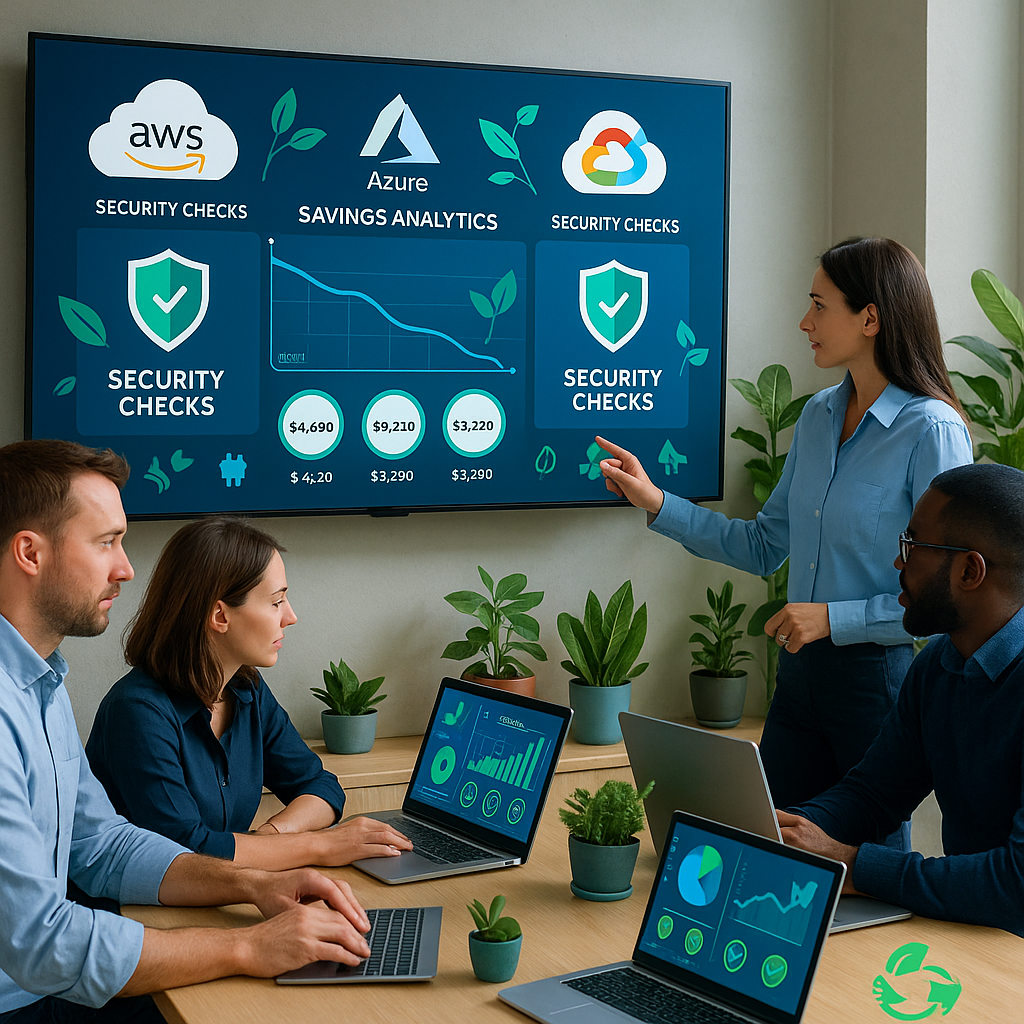 aws
Azure
SECURITY CHECKS
SAVINGS ANALYTICS
SECURITY CHECKS
SECURITY
CHECKS
SECURITY
CHECKS
$4,690
$9,210
$3,220
$3,290
$3,290